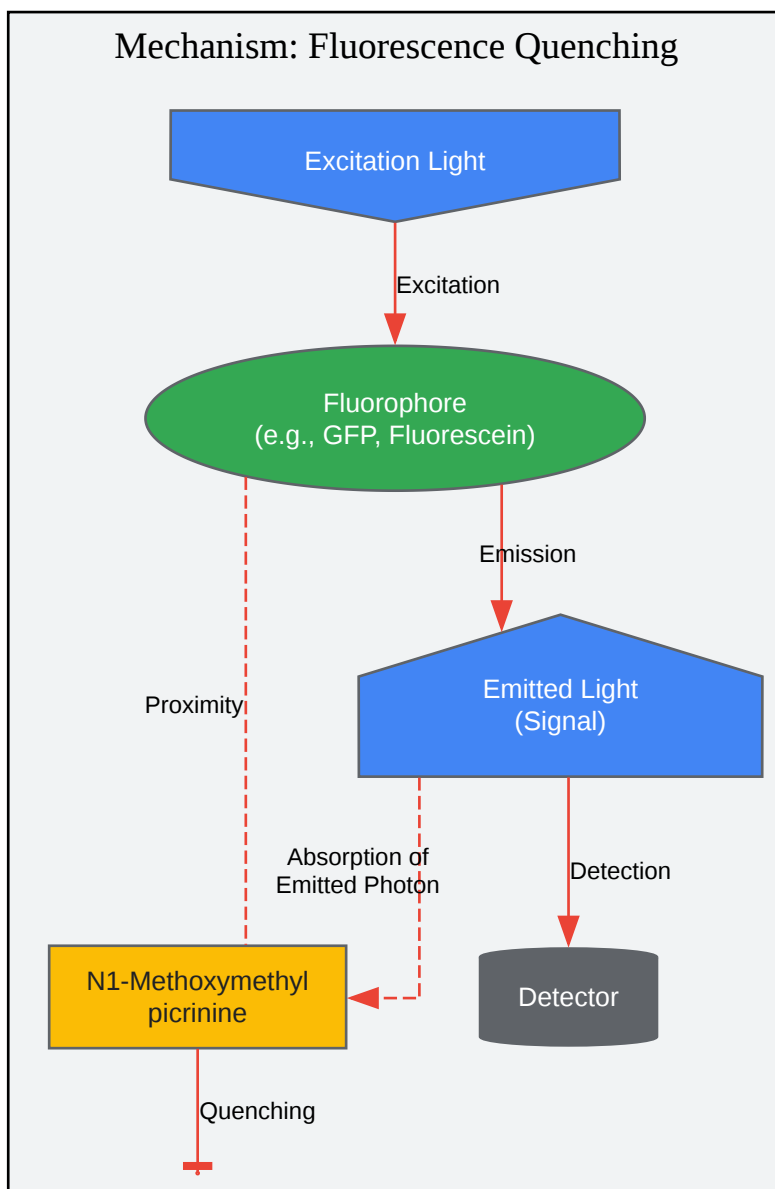 Mechanism: Fluorescence Quenching
Excitation Light
Excitation
Fluorophore
(e.g., GFP, Fluorescein)
Emission
Emitted Light
(Signal)
Proximity
Absorption of
Emitted Photon
Detection
N1-Methoxymethyl
picrinine
Detector
Quenching